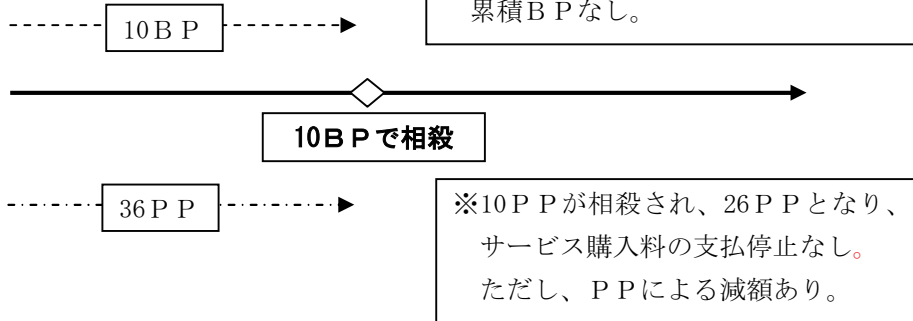 累積ＢＰなし。
10ＢＰ
10ＢＰで相殺
36ＰＰ
※10ＰＰが相殺され、26ＰＰとなり、
サービス購入料の支払停止なし。
ただし、ＰＰによる減額あり。